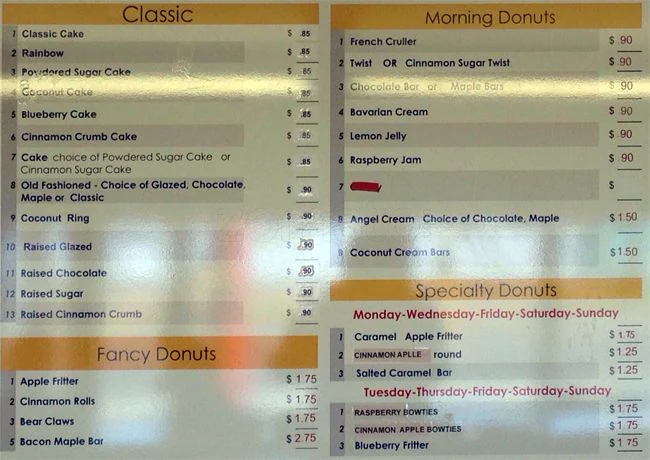 Classic
1 Classic Cake $ .85
2 Rainbow $ .85
3 Powdered Sugar Cake $ .85
4 Coconut Cake $ .85
5 Blueberry Cake $ .85
6 Cinnamon Crumb Cake $ .85
7 Cake choice of Powdered Sugar Cake or
Cinnamon Sugar Cake $ .85
8 Old Fashioned - Choice of Glazed, Chocolate,
Maple or Classic $ .90
9 Coconut Ring $ .90
10 Raised Glazed $ .90
11 Raised Chocolate $ .90
12 Raised Sugar $ .90
13 Raised Cinnamon Crumb $ .90
Fancy Donuts
1 Apple Fritter $ 1.75
2 Cinnamon Rolls $ 1.75
3 Bear Claws $ 1.75
5 Bacon Maple Bar $ 2.75
Morning Donuts
1 French Cruller $ .90
2 Twist OR Cinnamon Sugar Twist $ .90
3 Chocolate Bar or Maple Bars $ .90
4 Bavarian Cream $ .90
5 Lemon Jelly $ .90
6 Raspberry Jam $ .90
7 $
8 Angel Cream Choice of Chocolate, Maple $ 1.50
9 Coconut Cream Bars $ 1.50
Specialty Donuts
Monday-Wednesday-Friday-Saturday-Sunday
1 Caramel Apple Fritter $ 1.75
2 CINNAMON APLLE round $ 1.25
3 Salted Caramel Bar $ 1.25
Tuesday-Thursday-Friday-Saturday-Sunday
1 RASPBERRY BOWTIES $ 1.75
2 CINNAMON APPLE BOWTIES $ 1.75
3 Blueberry Fritter $ 1.75